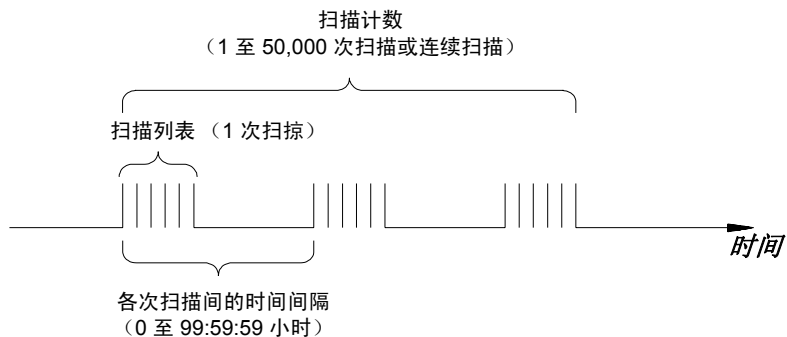 扫描计数
（1 至 50,000 次扫描或连续扫描）
扫描列表 （1 次扫掠）
时间
各次扫描间的时间间隔
（0 至 99:59:59 小时）